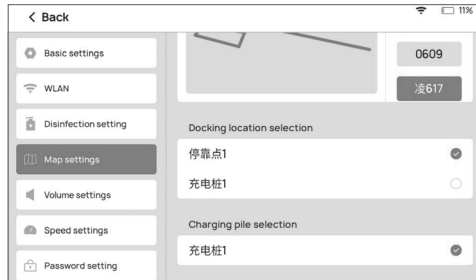 Back
11%
Basic settings
WLAN
Disinfection setting
Map settings
Volume settings
Speed settings
Password setting
0609
凌617
Docking location selection
停靠点1
充电桩1
Charging pile selection
充电桩1